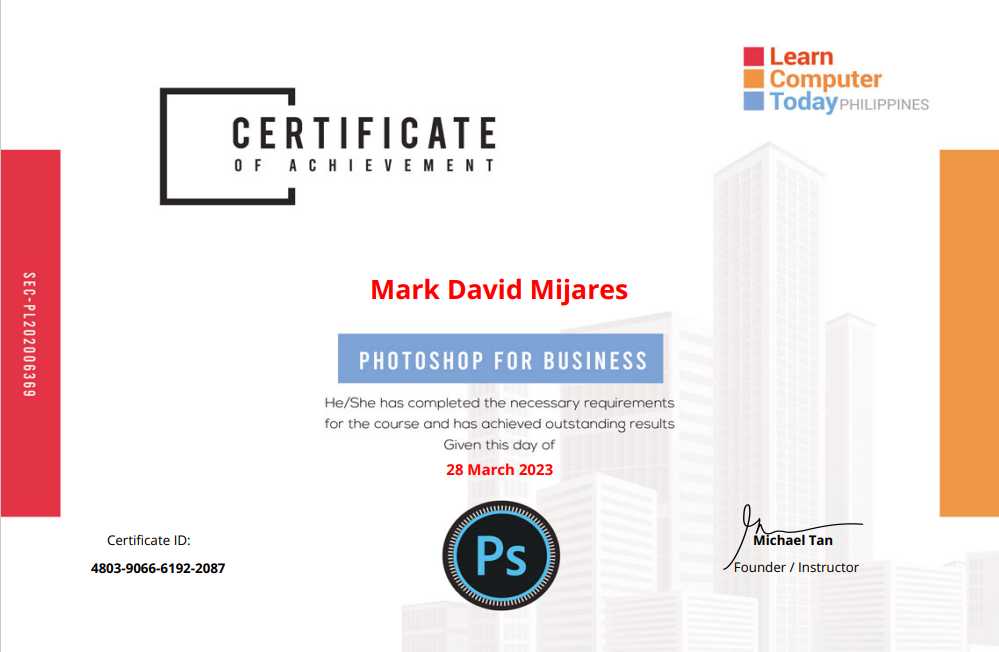 Learn
Computer
Today PHILIPPINES
CERTIFICATE
OF ACHIEVEMENT
SEC-PL202006369
Mark David Mijares
PHOTOSHOP FOR BUSINESS
He/She has completed the necessary requirements
for the course and has achieved outstanding results
Given this day of
28 March 2023
Ps
Certificate ID:
4803-9066-6192-2087
Michael Tan
Founder / Instructor